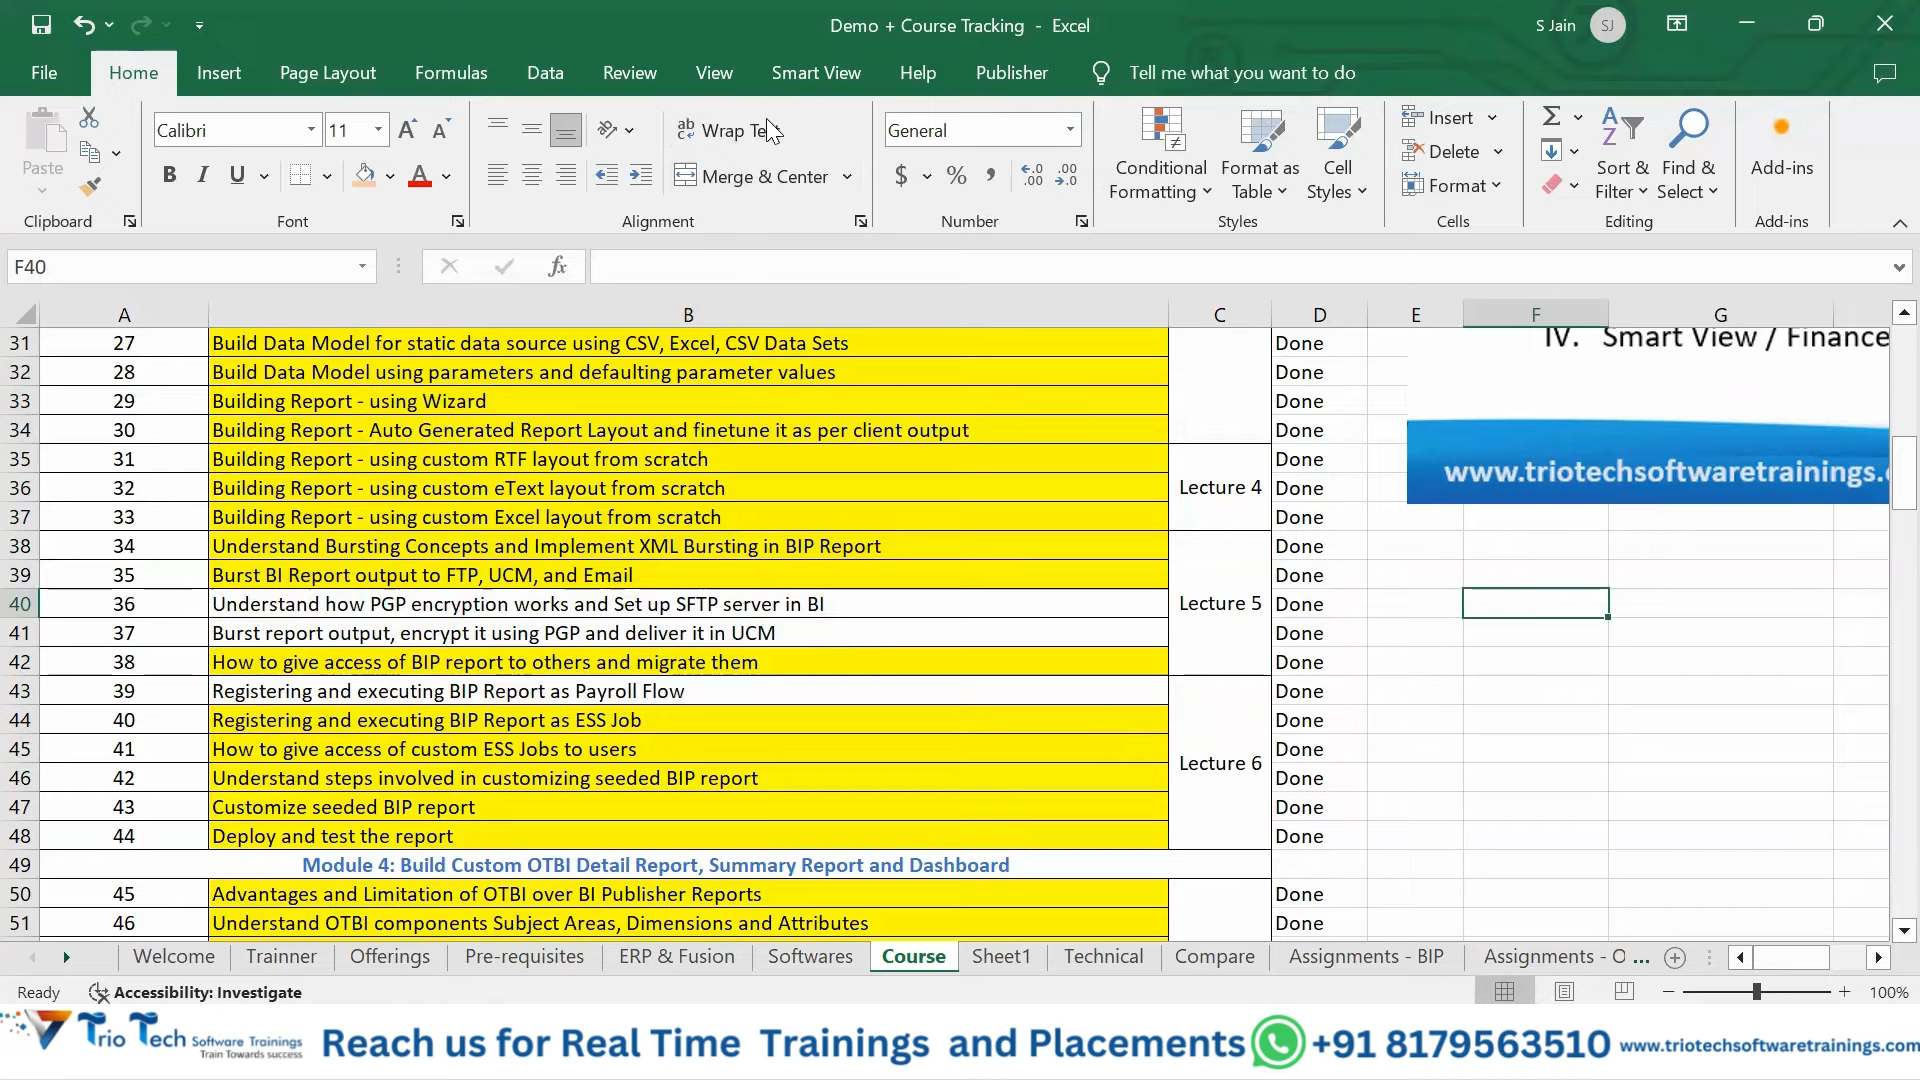 Demo + Course Tracking - Excel
S Jain
SJ
File Home Insert Page Layout Formulas Data Review View Smart View Help Publisher Tell me what you want to do
Paste
Clipboard
Calibri
11
B I U
Font
Wrap Text
Merge & Center
Alignment
General
$ % ,
Number
Conditional Formatting
Format as Table
Cell Styles
Styles
Insert
Delete
Format
Cells
Sort & Filter
Find & Select
Editing
Add-ins
Add-ins
F40
fx
A B C D E F G
31 27 Build Data Model for static data source using CSV, Excel, CSV Data Sets Done
IV. Smart View / Finance
32 28 Build Data Model using parameters and defaulting parameter values Done
33 29 Building Report - using Wizard Done
34 30 Building Report - Auto Generated Report Layout and finetune it as per client output Done
35 31 Building Report - using custom RTF layout from scratch Done
www.triotechsoftwaretrainings.
36 32 Building Report - using custom eText layout from scratch Lecture 4 Done
37 33 Building Report - using custom Excel layout from scratch Done
38 34 Understand Bursting Concepts and Implement XML Bursting in BIP Report Done
39 35 Burst BI Report output to FTP, UCM, and Email Done
40 36 Understand how PGP encryption works and Set up SFTP server in BI Lecture 5 Done
41 37 Burst report output, encrypt it using PGP and deliver it in UCM Done
42 38 How to give access of BIP report to others and migrate them Done
43 39 Registering and executing BIP Report as Payroll Flow Done
44 40 Registering and executing BIP Report as ESS Job Done
45 41 How to give access of custom ESS Jobs to users Done
46 42 Understand steps involved in customizing seeded BIP report Lecture 6 Done
47 43 Customize seeded BIP report Done
48 44 Deploy and test the report Done
49 Module 4: Build Custom OTBI Detail Report, Summary Report and Dashboard
50 45 Advantages and Limitation of OTBI over BI Publisher Reports Done
51 46 Understand OTBI components Subject Areas, Dimensions and Attributes Done
Welcome Trainner Offerings Pre-requisites ERP & Fusion Softwares Course Sheet1 Technical Compare Assignments - BIP Assignments - O ...
Ready Accessibility: Investigate 100%
Trio Tech Software Trainings
Train Towards success
Reach us for Real Time Trainings and Placements +91 8179563510 www.triotechsoftwaretrainings.com